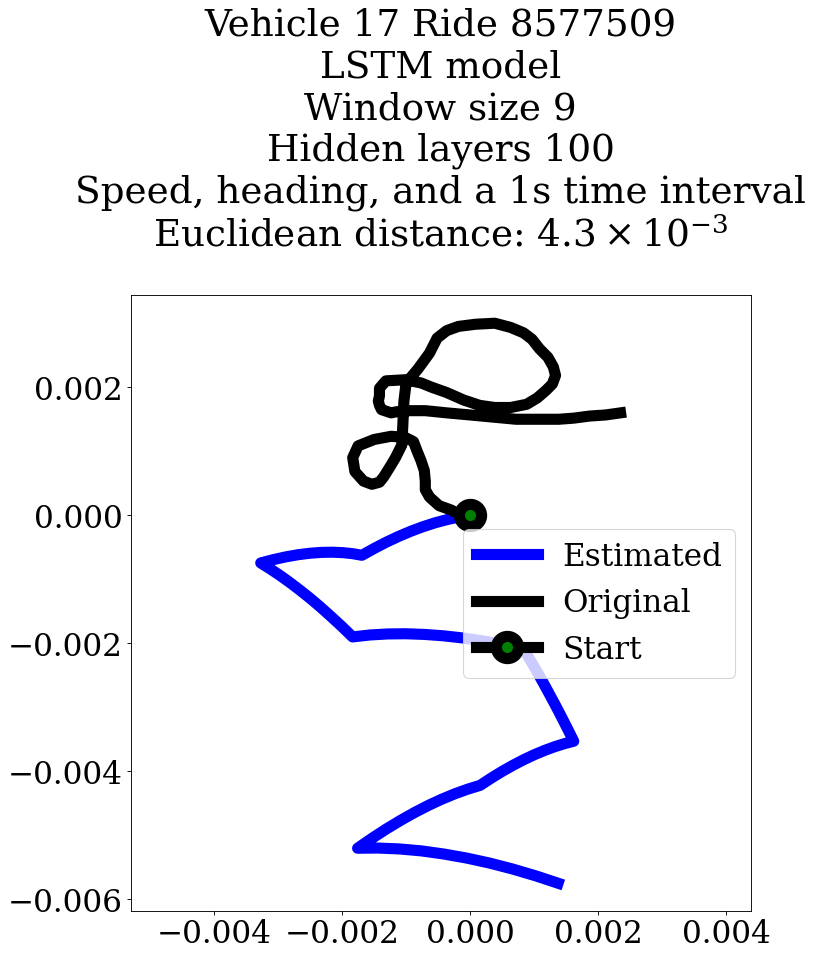 Vehicle 17 Ride 8577509
LSTM model
Window size 9
Hidden layers 100
Speed, heading, and a 1s time interval
Euclidean distance: 4.3 × 10⁻³
0.002
0.000
−0.002
−0.004
−0.006
Estimated
Original
Start
−0.004 −0.002 0.000 0.002 0.004